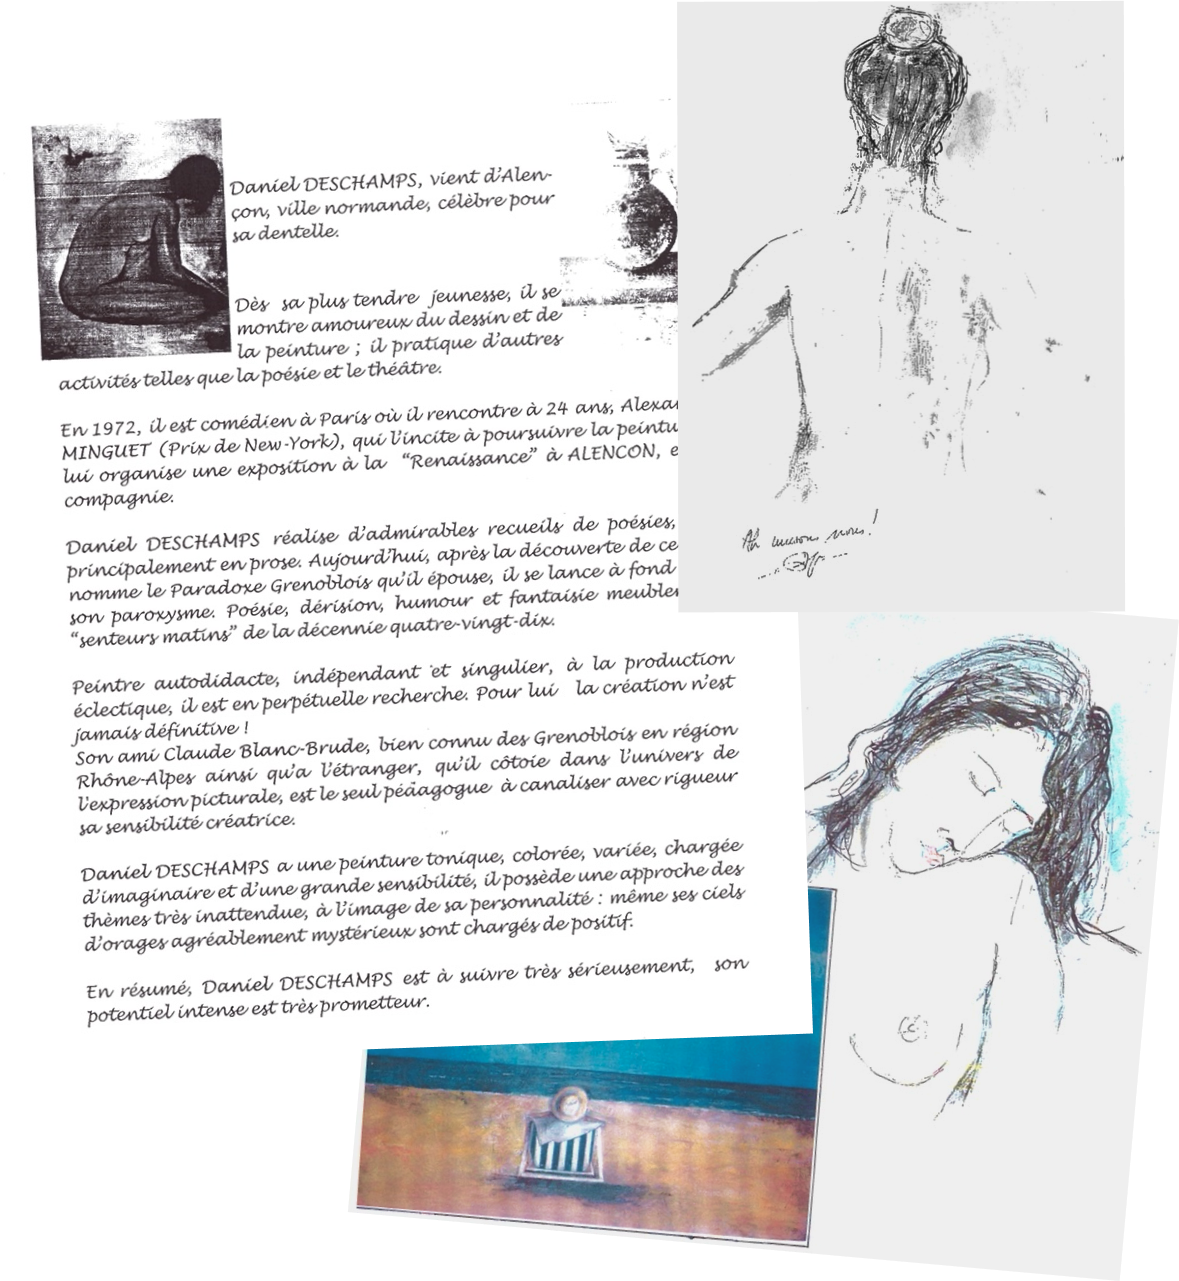 Daniel DESCHAMPS, vient d'Alen-
çon, ville normande, célèbre pour
sa dentelle.
Dès sa plus tendre jeunesse, il se
montre amoureux du dessin et de
la peinture ; il pratique d'autres
activités telles que la poésie et le théâtre.
En 1972, il est comédien à Paris où il rencontre à 24 ans, Alexan
MINGUET (Prix de New-York), qui l'incite à poursuivre la peintu
lui organise une exposition à la "Renaissance" à ALENCON, e
compagnie.
Daniel DESCHAMPS réalise d'admirables recueils de poésies,
principalement en prose. Aujourd'hui, après la découverte de ce
nomme le Paradoxe Grenoblois qu'il épouse, il se lance à fond
son paroxysme. Poésie, dérision, humour et fantaisie meublen
"senteurs matins" de la décennie quatre-vingt-dix.
Peintre autodidacte, indépendant et singulier, à la production
éclectique, il est en perpétuelle recherche. Pour lui la création n'est
jamais définitive !
Son ami Claude Blanc-Brude, bien connu des Grenoblois en région
Rhône-Alpes ainsi qu'a l'étranger, qu'il côtoie dans l'univers de
l'expression picturale, est le seul pédagogue à canaliser avec rigueur
sa sensibilité créatrice.
Daniel DESCHAMPS a une peinture tonique, colorée, variée, chargée
d'imaginaire et d'une grande sensibilité, il possède une approche des
thèmes très inattendue, à l'image de sa personnalité : même ses ciels
d'orages agréablement mystérieux sont chargés de positif.
En résumé, Daniel DESCHAMPS est à suivre très sérieusement, son
potentiel intense est très prometteur.